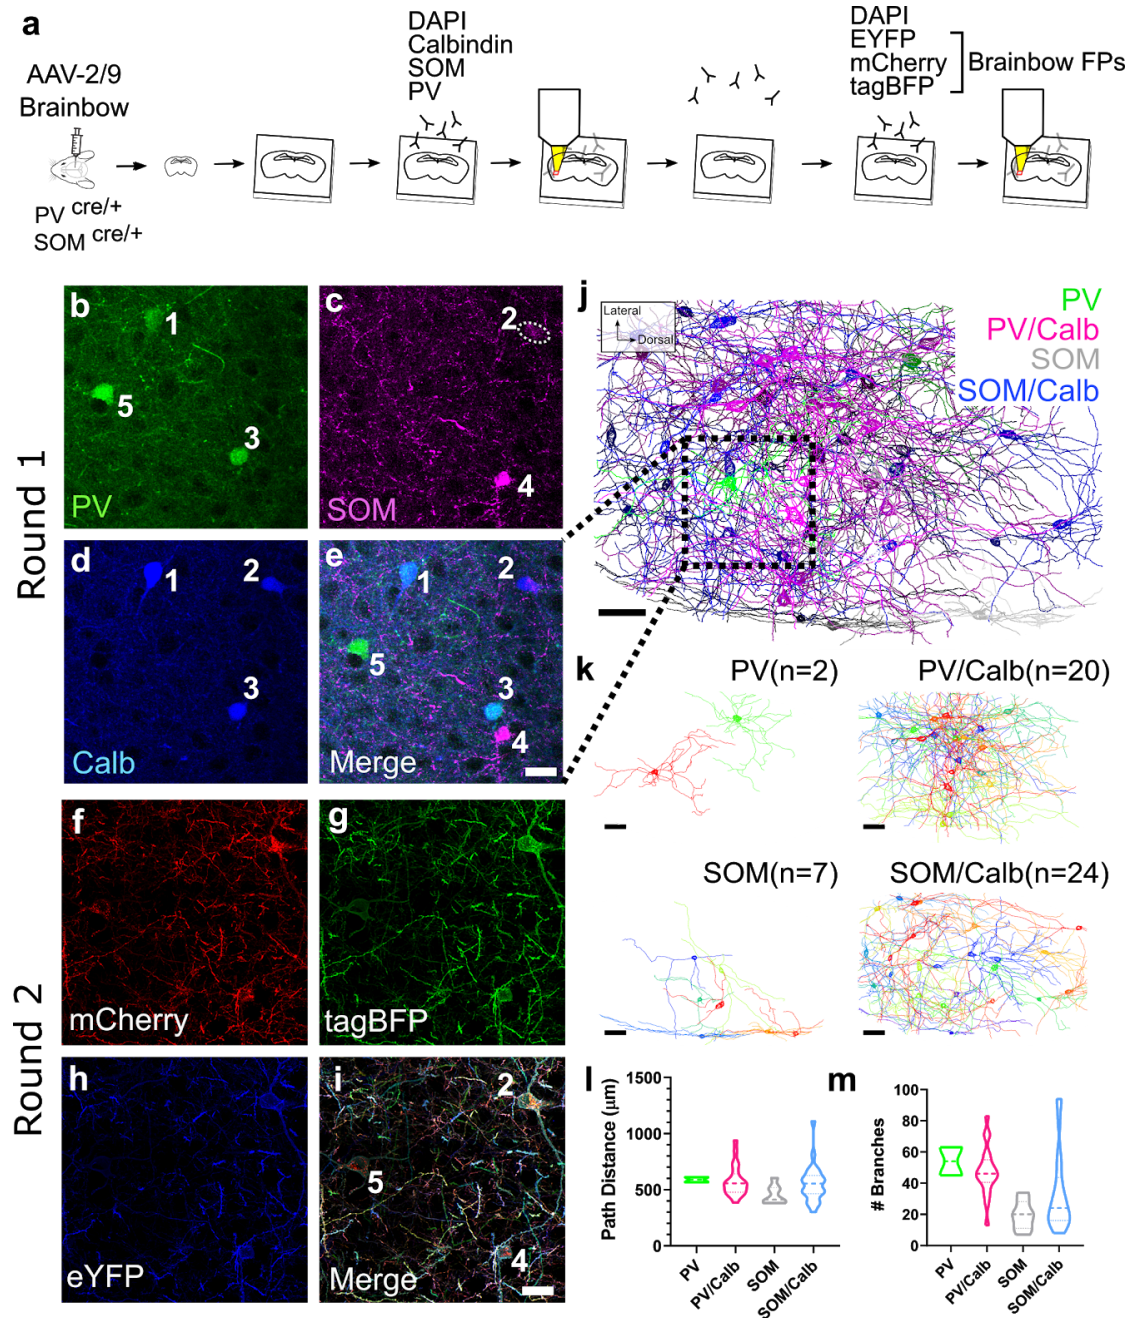 a
AAV-2/9
Brainbow
PV cre/+
SOM cre/+
DAPI
Calbindin
SOM
PV
DAPI
EYFP
mCherry
tagBFP
Brainbow FPs
Round 1
b
1
5
3
PV
c
2
4
SOM
d
1
2
3
Calb
e
1
2
5
3
4
Merge
Round 2
f
mCherry
g
tagBFP
h
eYFP
i
2
5
4
Merge
j
Lateral
Dorsal
PV
PV/Calb
SOM
SOM/Calb
k
PV(n=2)
PV/Calb(n=20)
SOM(n=7)
SOM/Calb(n=24)
l
Path Distance (μm)
1500
1000
500
0
PV
PV/Calb
SOM
SOM/Calb
m
# Branches
100
80
60
40
20
0
PV
PV/Calb
SOM
SOM/Calb